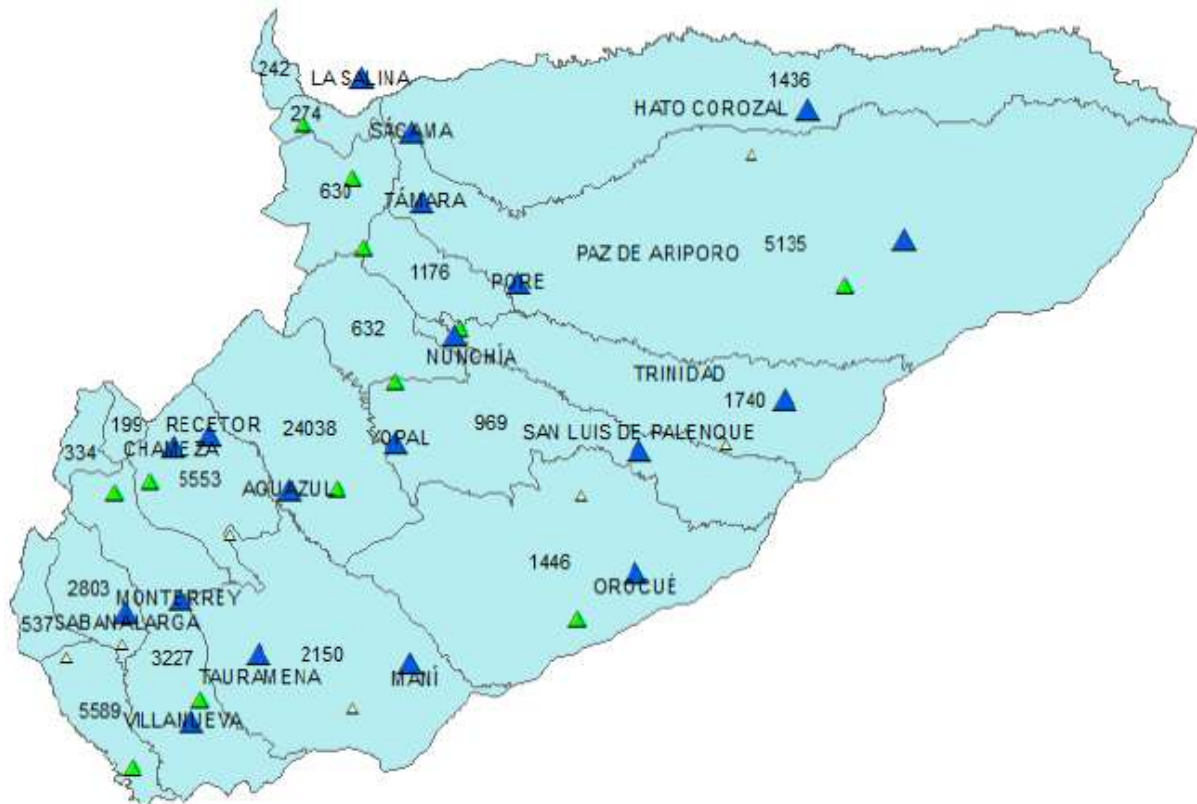 242
LA SALINA
1436
HATO COROZAL
274
SÁCAMA
630
TÁMARA
5135
PAZ DE ARIPORO
1176
PORE
632
NUNCHÍA
TRINIDAD
1740
199
RECETOR
24038
969
SAN LUIS DE PALENQUE
334
CHAMEZA
YOPAL
5553
AGUAZUL
1446
OROCUÉ
2803
MONTERREY
537
SABANALARGA
3227
2150
TAURAMENA
MANÍ
5589
VILLANUEVA